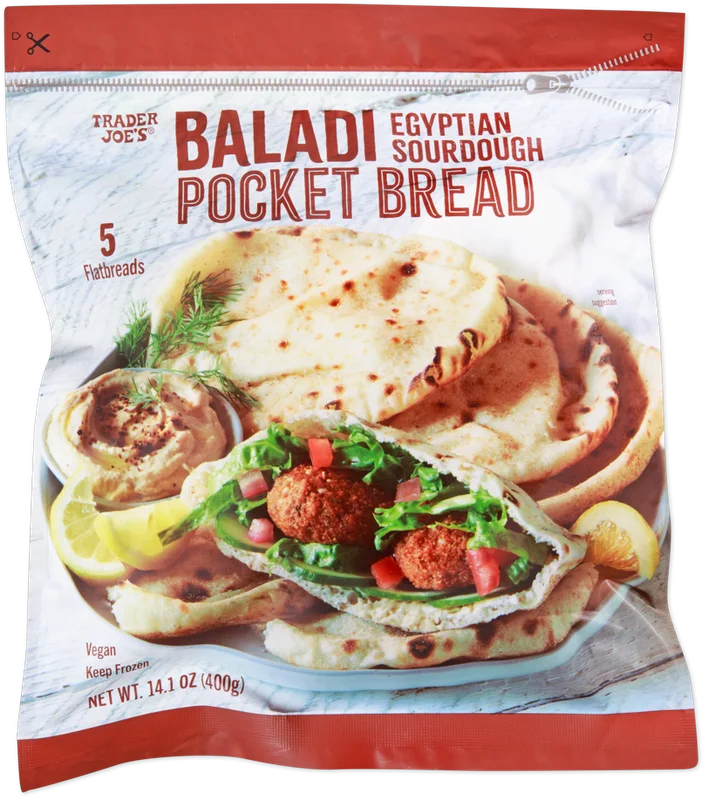 TRADER
JOE'S®
BALADI
EGYPTIAN
SOURDOUGH
POCKET BREAD
5
Flatbreads
serving
suggestion
Vegan
Keep Frozen
NET WT. 14.1 OZ (400g)